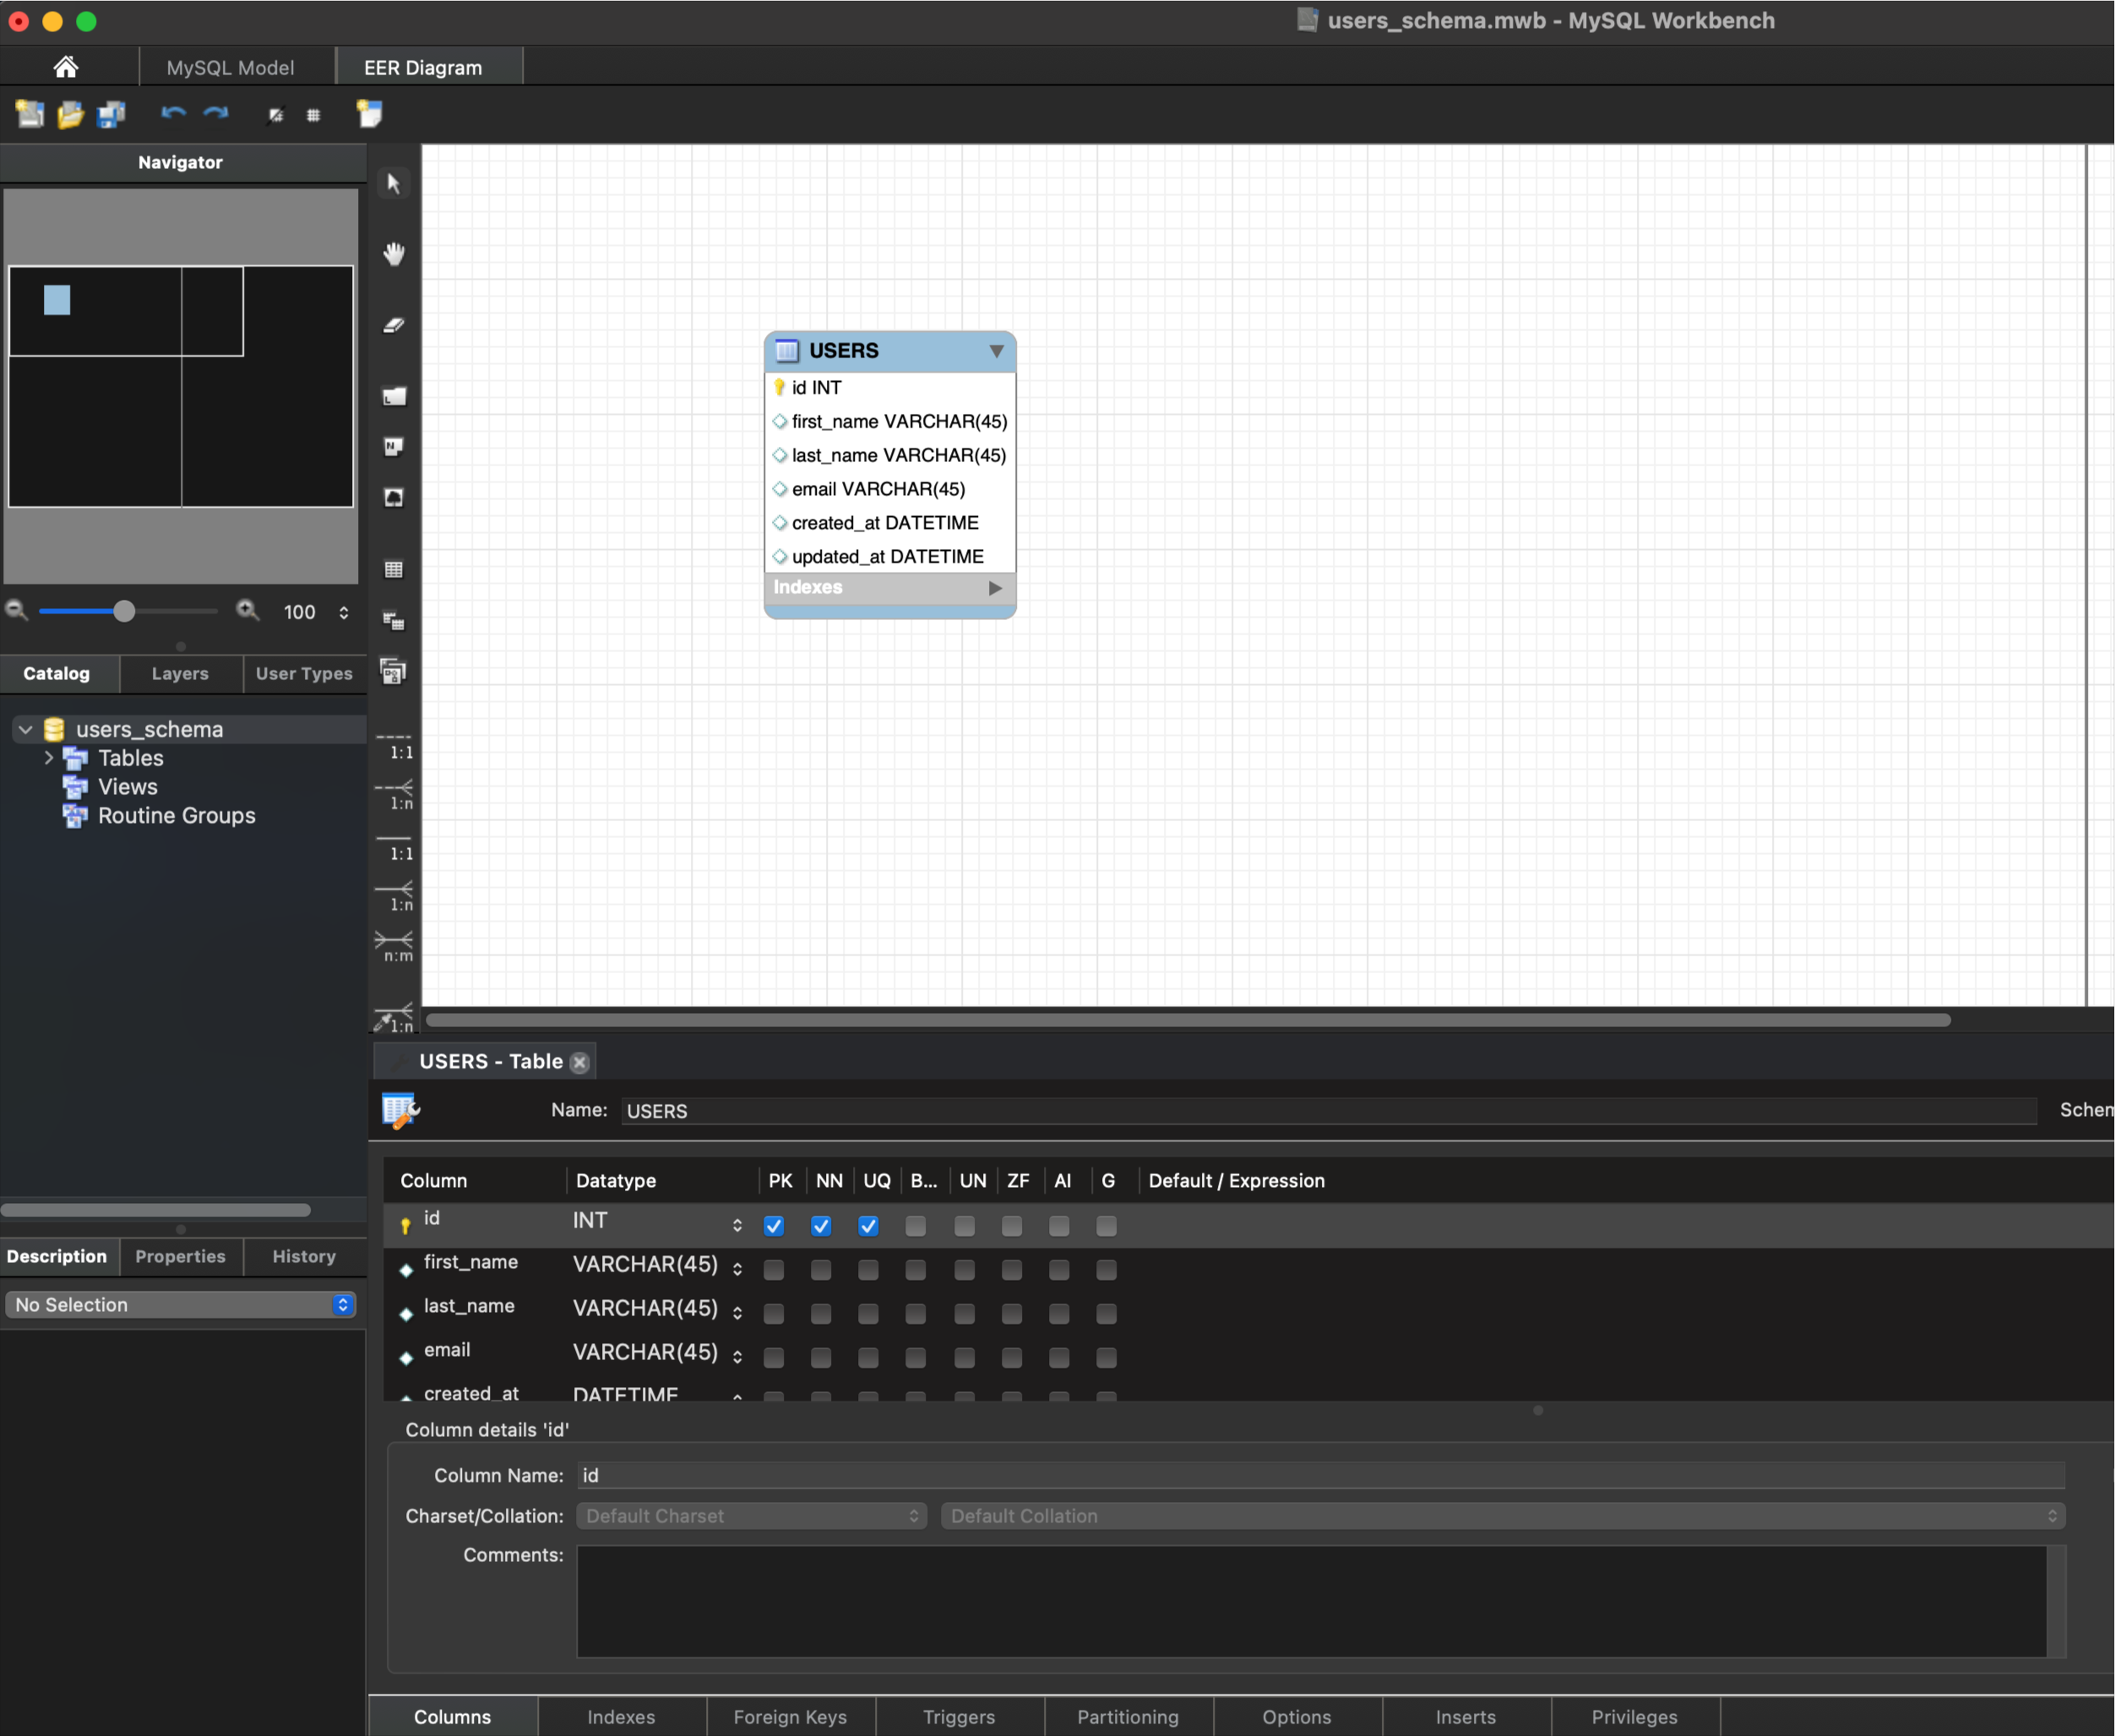 users_schema.mwb - MySQL Workbench
MySQL Model
EER Diagram
Navigator
USERS
id INT
first_name VARCHAR(45)
last_name VARCHAR(45)
email VARCHAR(45)
created_at DATETIME
updated_at DATETIME
Indexes
100
Catalog
Layers
User Types
users_schema
Tables
Views
Routine Groups
1:1
1:n
1:1
1:n
n:m
1:n
USERS - Table
Name: USERS
Schem
Column Datatype PK NN UQ B... UN ZF AI G Default / Expression
id INT
first_name VARCHAR(45)
last_name VARCHAR(45)
email VARCHAR(45)
created_at DATETIME
Column details 'id'
Column Name: id
Charset/Collation: Default Charset Default Collation
Comments:
Description
Properties
History
No Selection
Columns
Indexes
Foreign Keys
Triggers
Partitioning
Options
Inserts
Privileges